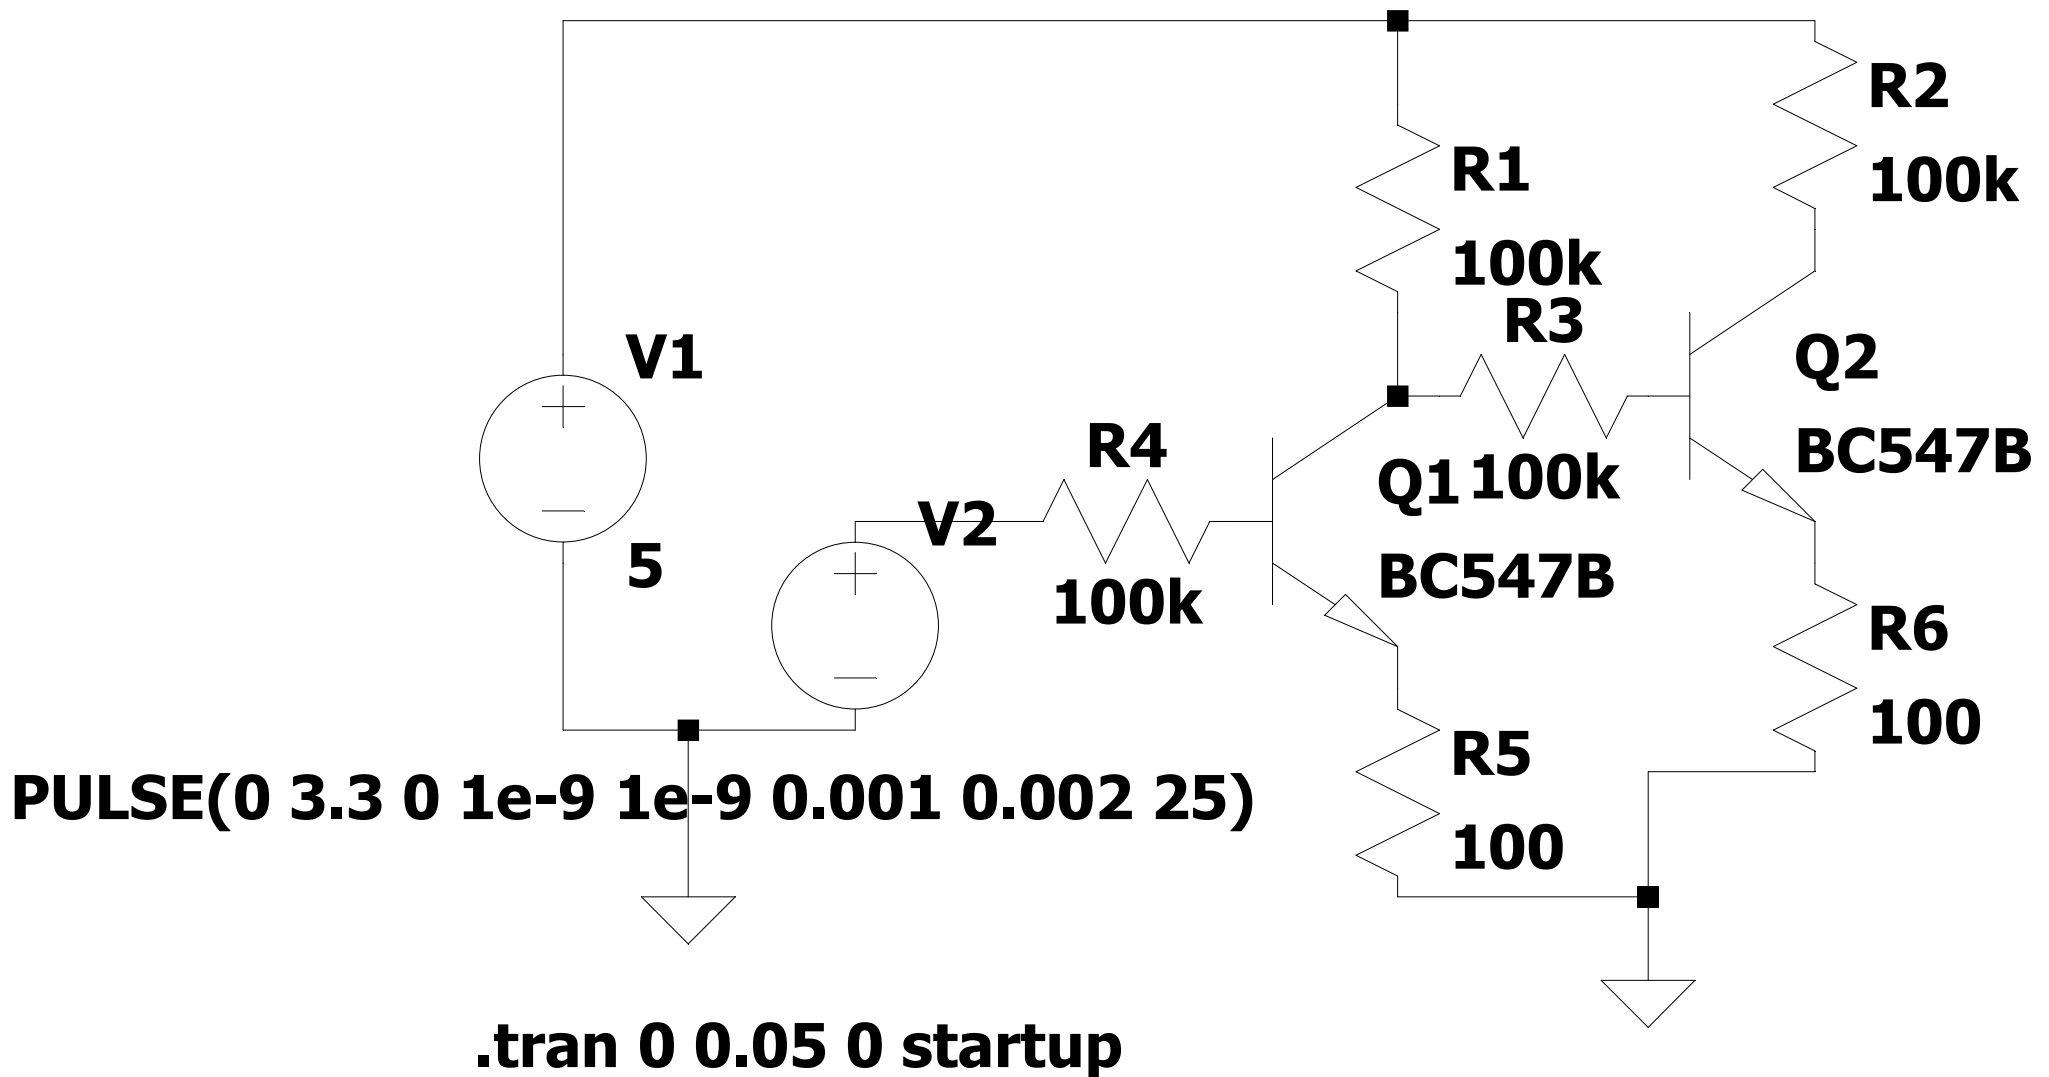 R2
100k
R1
100k
R3
100k
V1
5
Q2
BC547B
R4
100k
V2
Q1
BC547B
R6
100
R5
100
PULSE(0 3.3 0 1e-9 1e-9 0.001 0.002 25)
.tran 0 0.05 0 startup